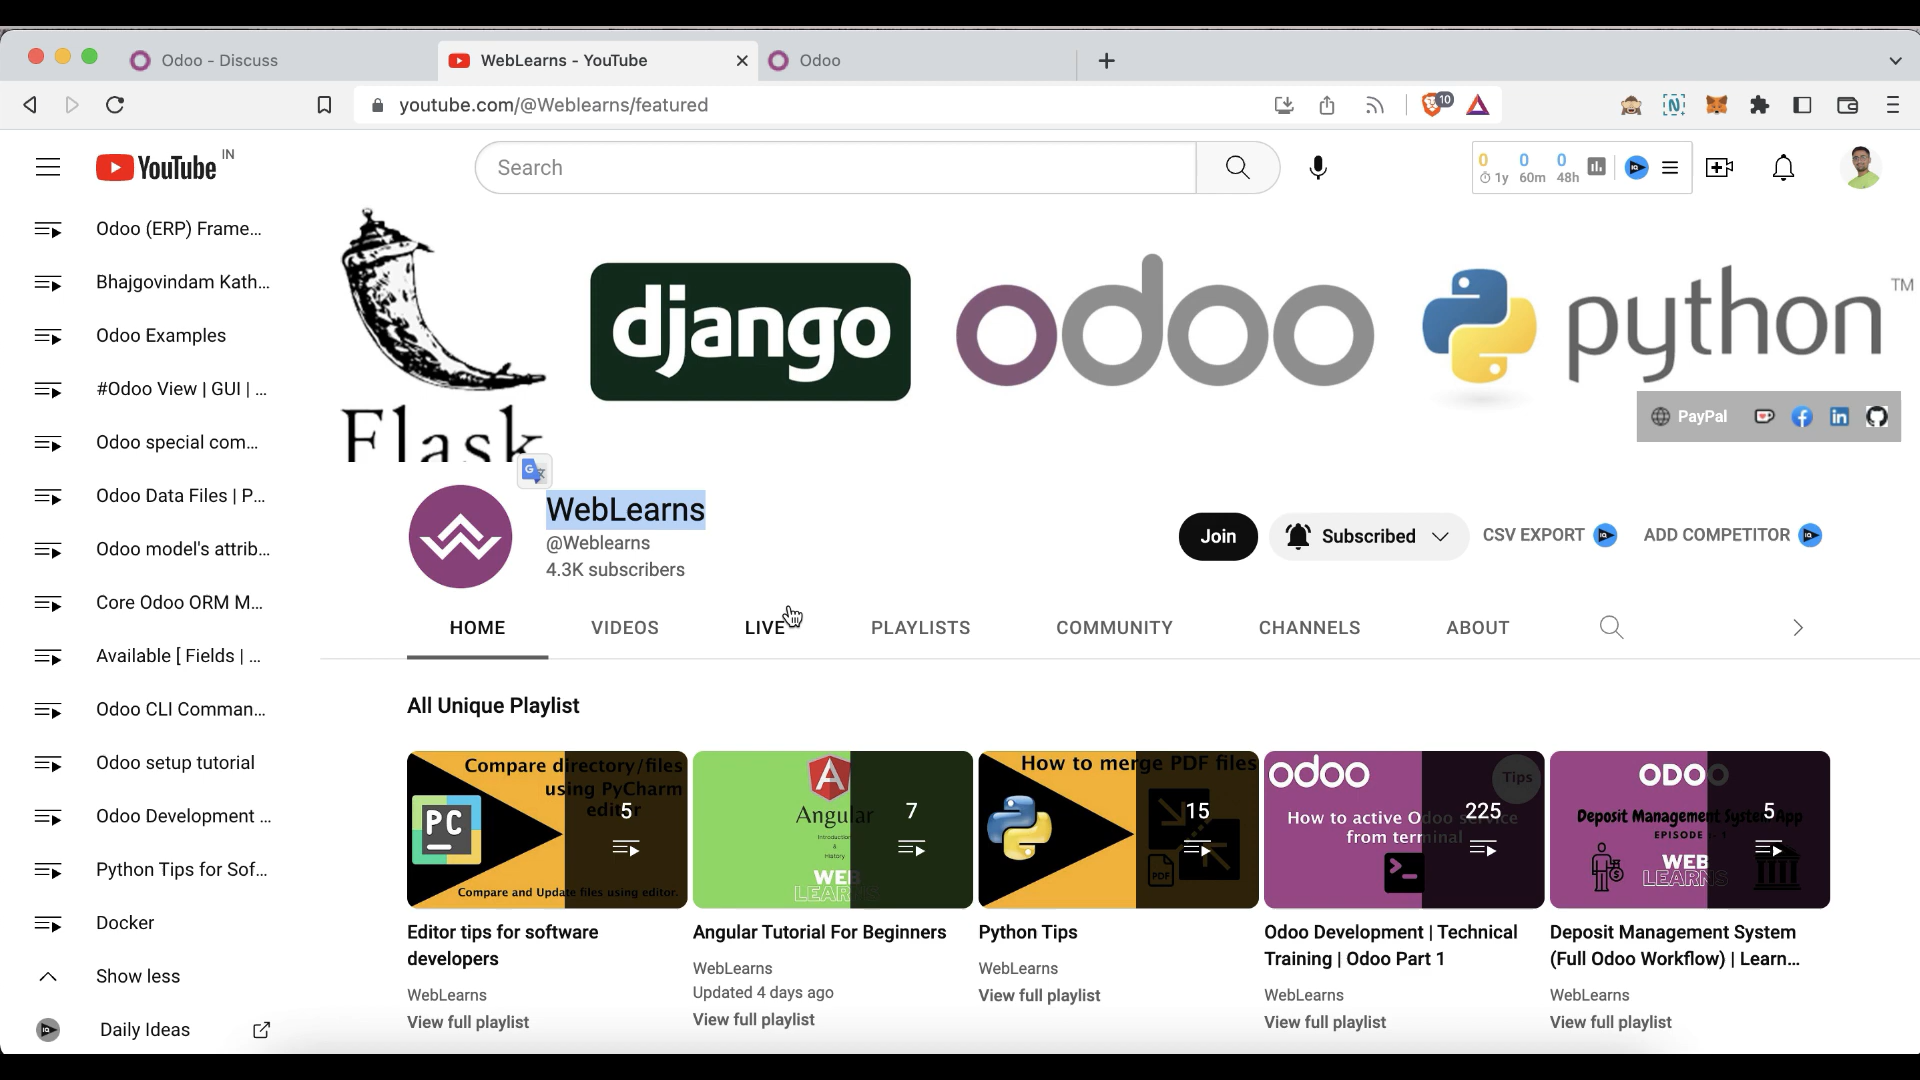 Odoo - Discuss
WebLearns - YouTube
Odoo
youtube.com/@Weblearns/featured
10
YouTube IN
Search
0 0 0
1y 60m 48h
Odoo (ERP) Frame...
Bhajgovindam Kath...
Odoo Examples
#Odoo View | GUI | ...
Odoo special com...
Odoo Data Files | P...
Odoo model's attrib...
Core Odoo ORM M...
Available [ Fields | ...
Odoo CLI Comman...
Odoo setup tutorial
Odoo Development ...
Python Tips for Sof...
Docker
Show less
Daily Ideas
Flask
django
odoo
python TM
PayPal
WebLearns
@Weblearns
4.3K subscribers
Join
Subscribed
CSV EXPORT
ADD COMPETITOR
HOME
VIDEOS
LIVE
PLAYLISTS
COMMUNITY
CHANNELS
ABOUT
All Unique Playlist
Compare directory/files
using PyCharm
editor
PC
5
Compare and Update files using editor.
Editor tips for software
developers
WebLearns
View full playlist
Angular
Introduction
&
History
WEB
LEARNS
7
Angular Tutorial For Beginners
WebLearns
Updated 4 days ago
View full playlist
How to merge PDF files
PDF
15
Python Tips
WebLearns
View full playlist
odoo
Tips
How to active Odoo service
from terminal
225
Odoo Development | Technical
Training | Odoo Part 1
WebLearns
View full playlist
ODOO
Deposit Management System App
EPISODE - 1
WEB
LEARNS
5
Deposit Management System
(Full Odoo Workflow) | Learn...
WebLearns
View full playlist